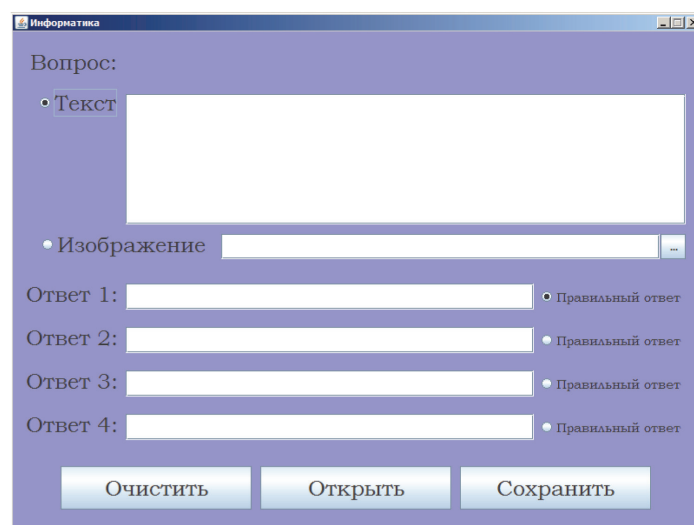 Информатика
Вопрос:
Текст
Изображение ...
Ответ 1: Правильный ответ
Ответ 2: Правильный ответ
Ответ 3: Правильный ответ
Ответ 4: Правильный ответ
Очистить Открыть Сохранить